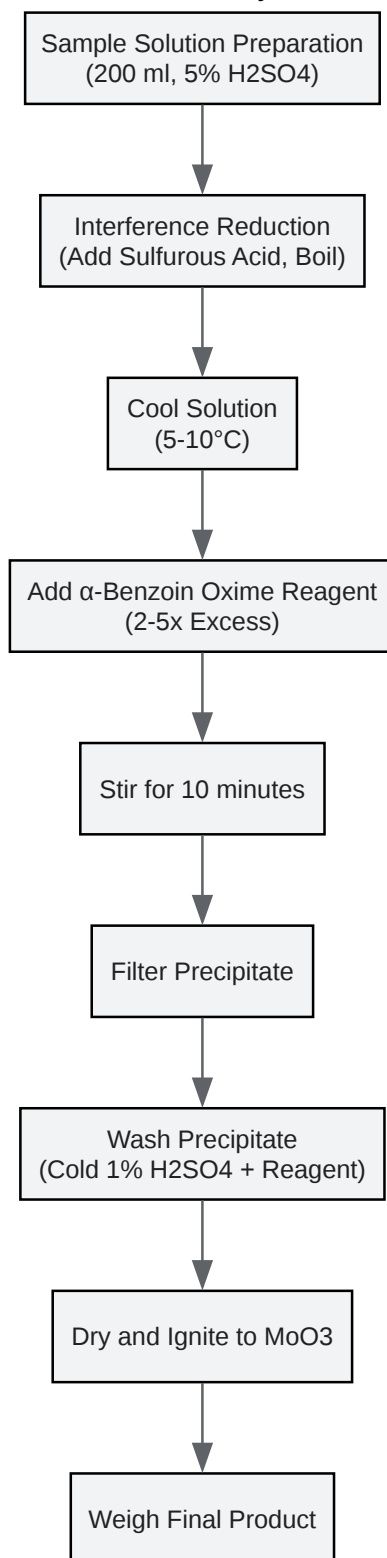 Sample Solution Preparation
(200 ml, 5% H2SO4)
Interference Reduction
(Add Sulfurous Acid, Boil)
Cool Solution
(5-10°C)
Add α-Benzoin Oxime Reagent
(2-5x Excess)
Stir for 10 minutes
Filter Precipitate
Wash Precipitate
(Cold 1% H2SO4 + Reagent)
Dry and Ignite to MoO3
Weigh Final Product